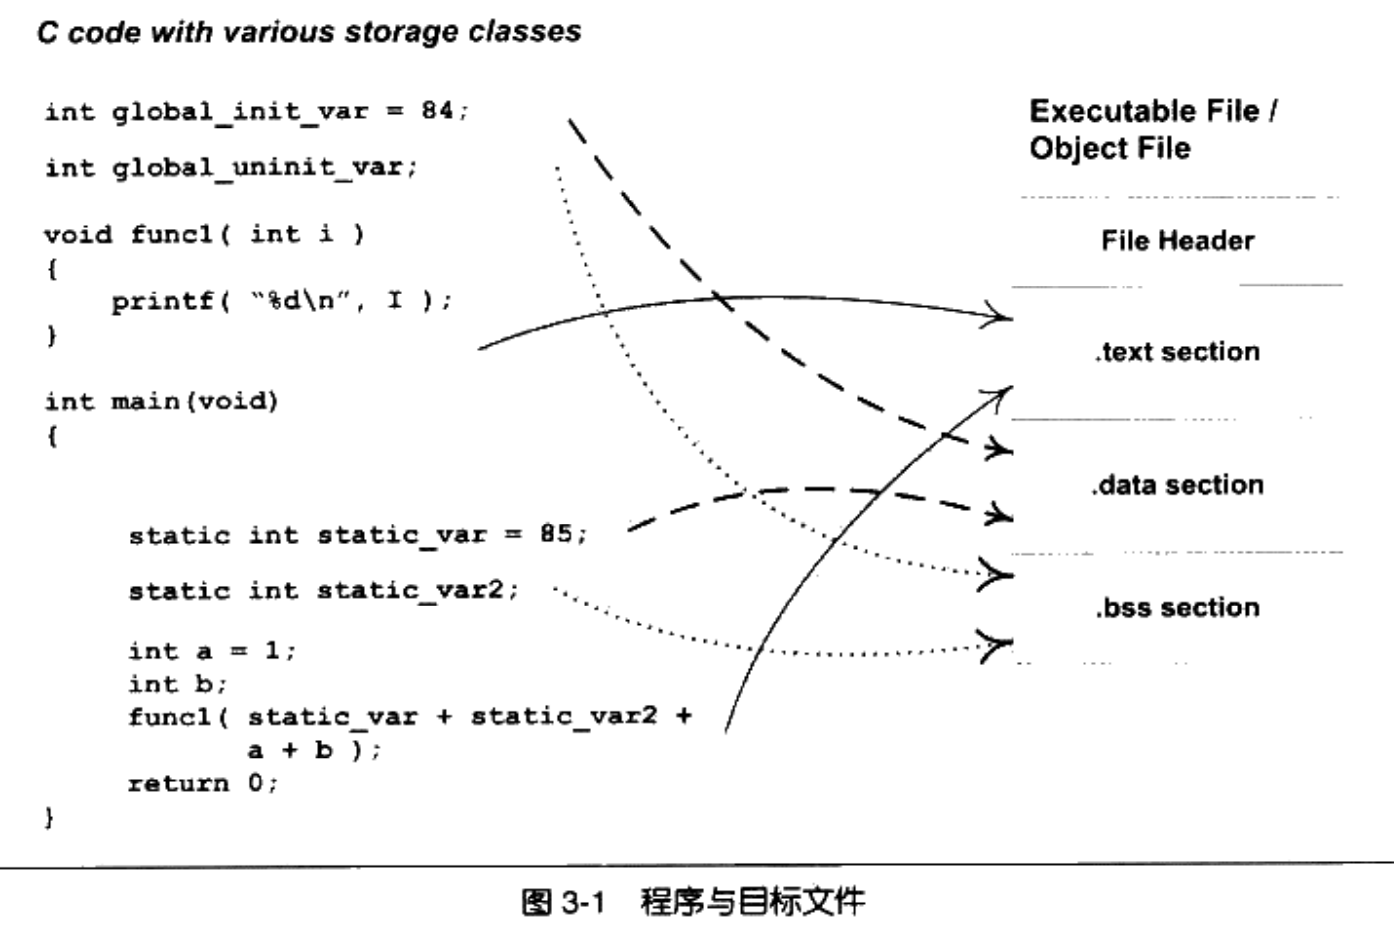 C code with various storage classes
int global_init_var = 84;
int global_uninit_var;
void func1( int i )
{
printf( "%d\n", I );
}
int main(void)
{
static int static_var = 85;
static int static_var2;
int a = 1;
int b;
func1( static_var + static_var2 +
a + b );
return 0;
}
Executable File /
Object File
File Header
.text section
.data section
.bss section
图 3-1 程序与目标文件